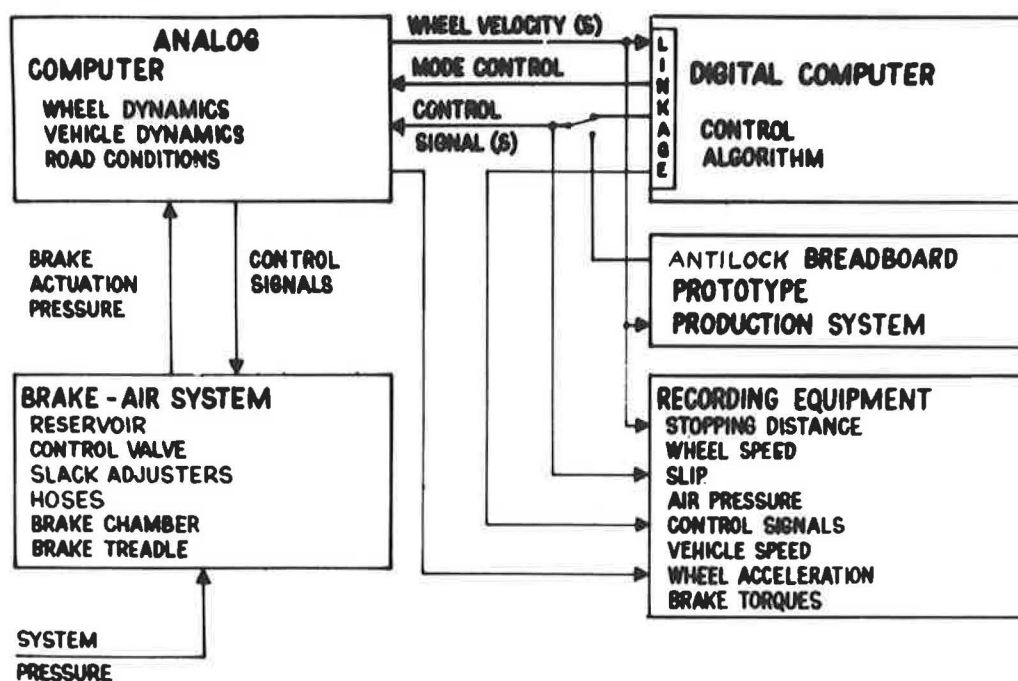 ANALOG
COMPUTER
WHEEL DYNAMICS
VEHICLE DYNAMICS
ROAD CONDITIONS
WHEEL VELOCITY (S)
MODE CONTROL
CONTROL
SIGNAL (S)
LINKAGE
DIGITAL COMPUTER
CONTROL
ALGORITHM
BRAKE
ACTUATION
PRESSURE
CONTROL
SIGNALS
ANTILOCK BREADBOARD
PROTOTYPE
PRODUCTION SYSTEM
BRAKE - AIR SYSTEM
RESERVOIR
CONTROL VALVE
SLACK ADJUSTERS
HOSES
BRAKE CHAMBER
BRAKE TREADLE
RECORDING EQUIPMENT
STOPPING DISTANCE
WHEEL SPEED
SLIP
AIR PRESSURE
CONTROL SIGNALS
VEHICLE SPEED
WHEEL ACCELERATION
BRAKE TORQUES
SYSTEM
PRESSURE